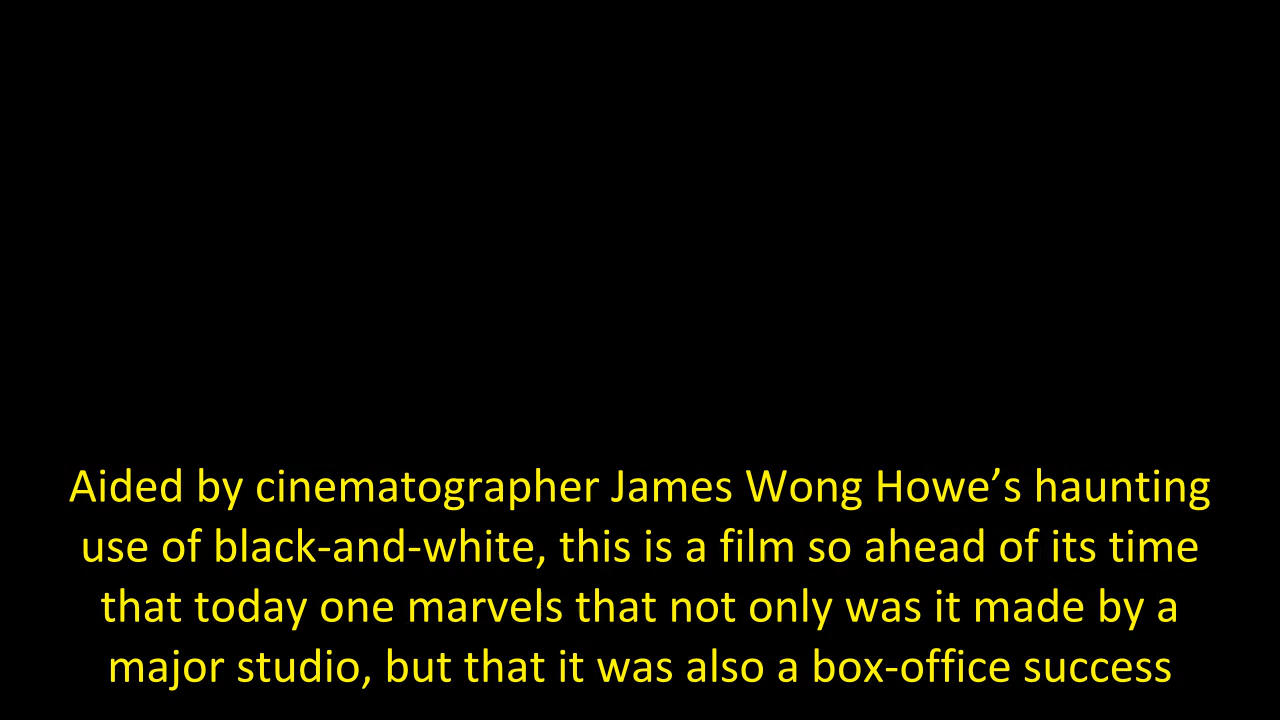 Aided by cinematographer James Wong Howe’s haunting
use of black-and-white, this is a film so ahead of its time
that today one marvels that not only was it made by a
major studio, but that it was also a box-office success